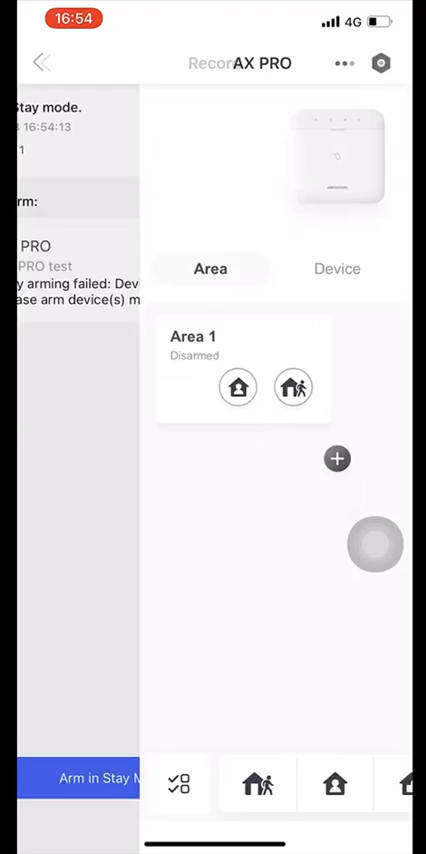 16:54
4G
Recor
AX PRO
Stay mode.
16:54:13
1
rm:
PRO
PRO test
y arming failed: Dev
ase arm device(s) m
HIKVISION
Area
Device
Area 1
Disarmed
Arm in Stay M